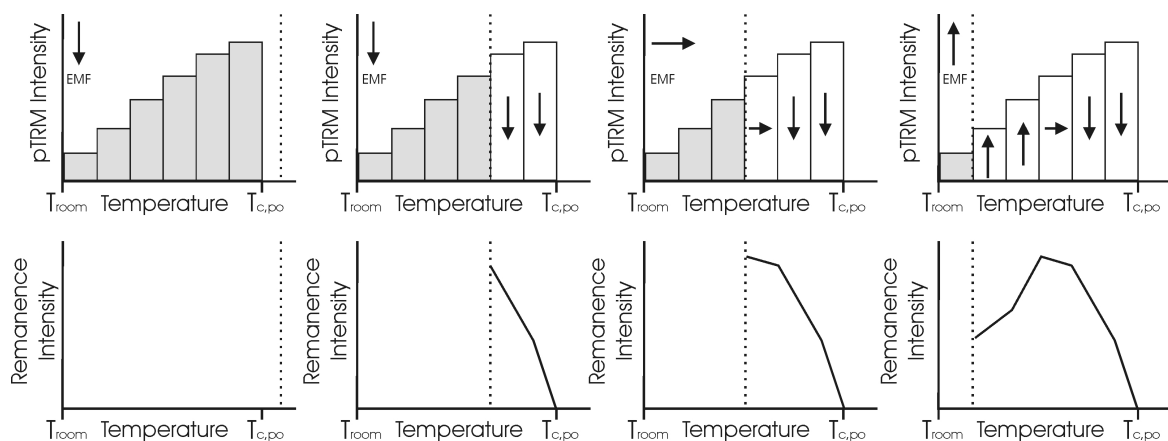 pTRM Intensity
EMF
Troom Temperature Tc,po
pTRM Intensity
EMF
Troom Temperature Tc,po
pTRM Intensity
EMF
Troom Temperature Tc,po
pTRM Intensity
EMF
Troom Temperature Tc,po
Remanence
Intensity
Troom Temperature Tc,po
Remanence
Intensity
Troom Temperature Tc,po
Remanence
Intensity
Troom Temperature Tc,po
Remanence
Intensity
Troom Temperature Tc,po